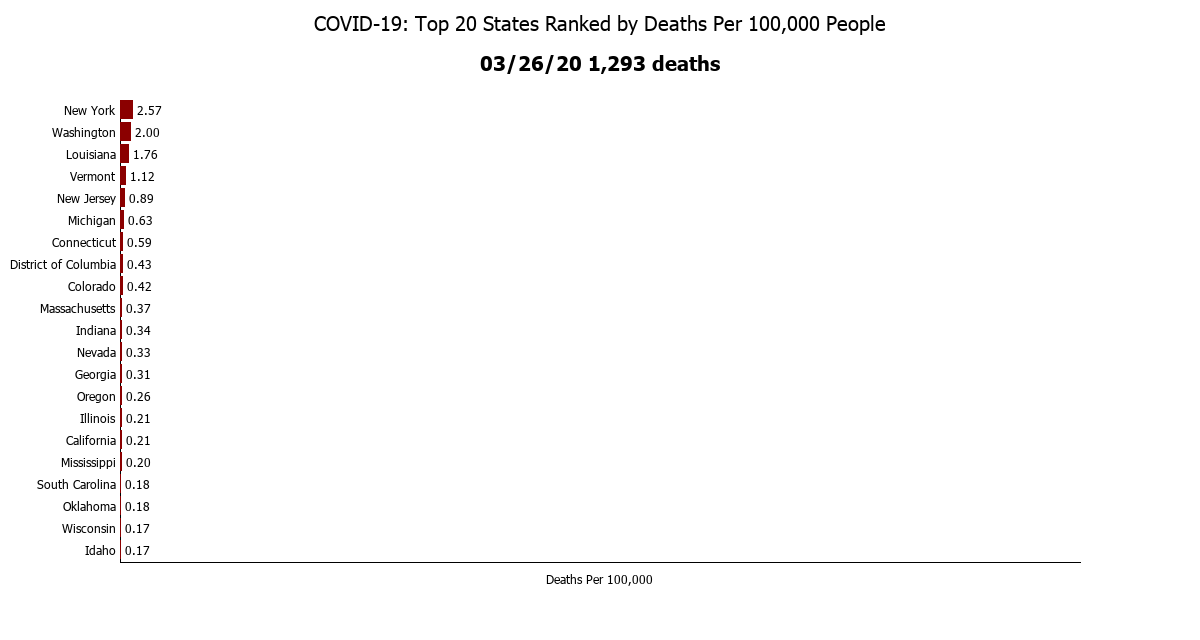 COVID-19: Top 20 States Ranked by Deaths Per 100,000 People
03/26/20 1,293 deaths
New York 2.57
Washington 2.00
Louisiana 1.76
Vermont 1.12
New Jersey 0.89
Michigan 0.63
Connecticut 0.59
District of Columbia 0.43
Colorado 0.42
Massachusetts 0.37
Indiana 0.34
Nevada 0.33
Georgia 0.31
Oregon 0.26
Illinois 0.21
California 0.21
Mississippi 0.20
South Carolina 0.18
Oklahoma 0.18
Wisconsin 0.17
Idaho 0.17
Deaths Per 100,000